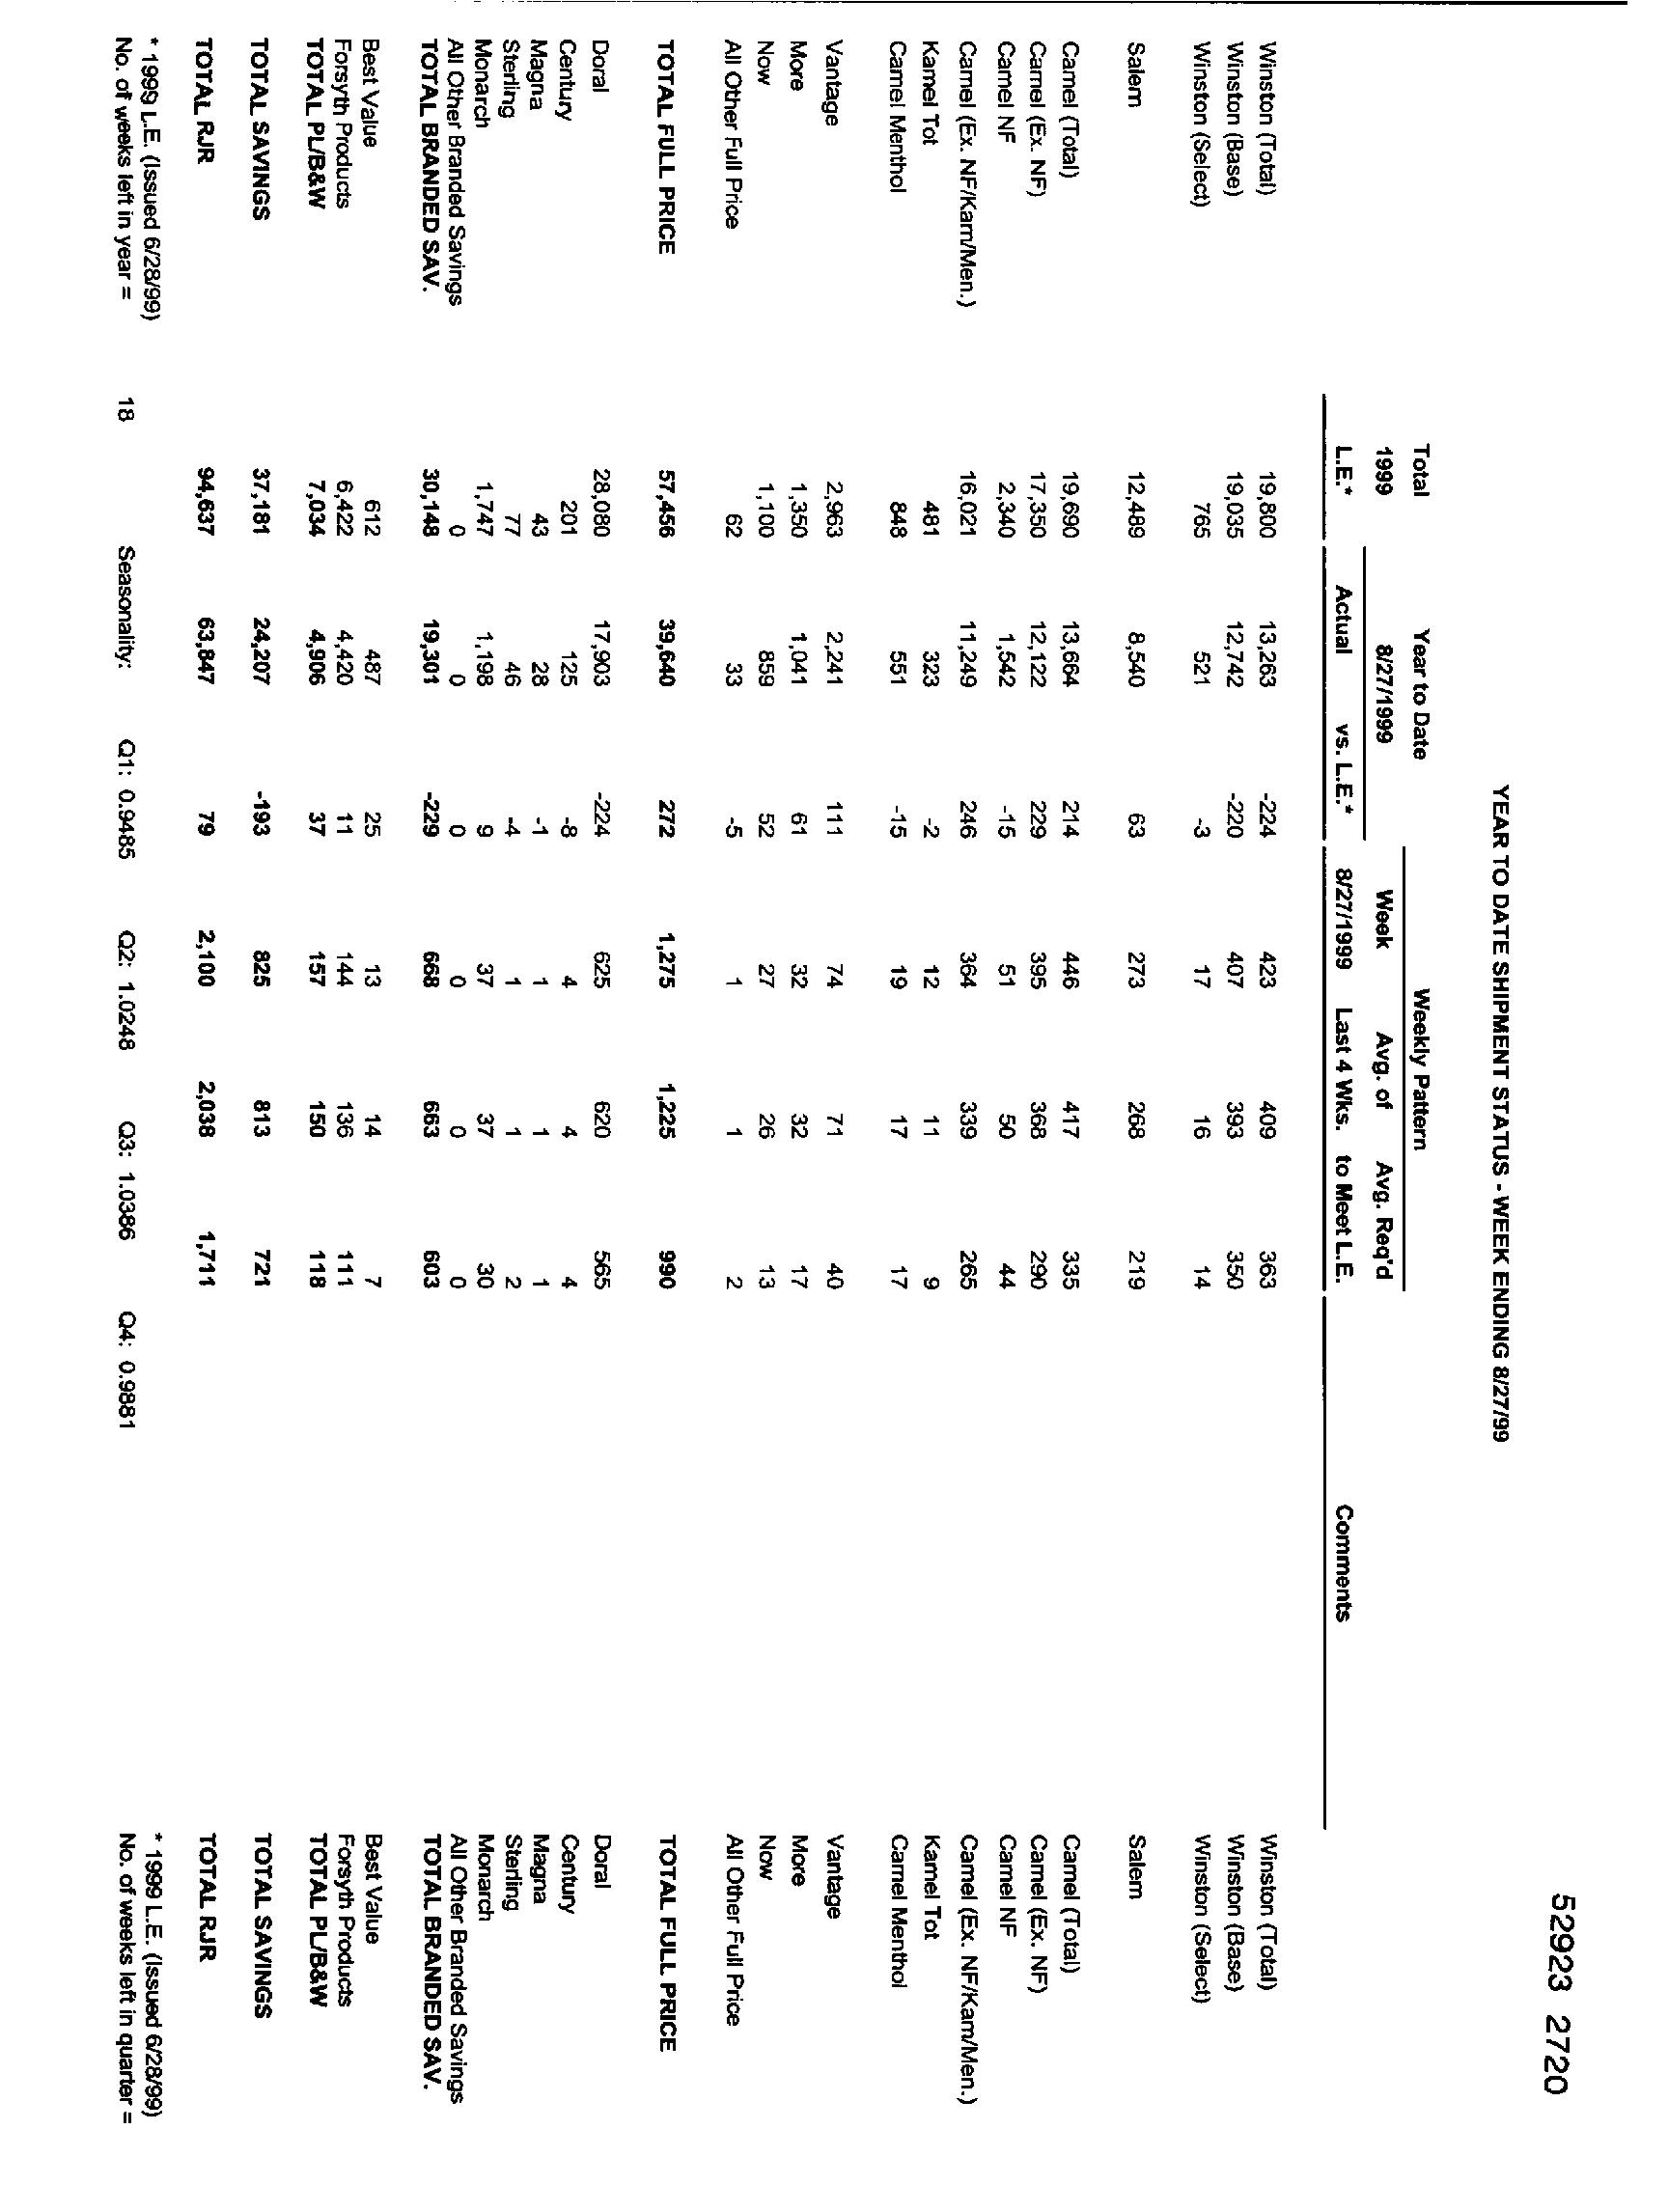 52923 2720
YEAR TO DATE SHIPMENT STATUS - WEEK ENDING 8/27/99
Total Year to Date Weekly Pattern
1999 8/27/1999 Week Avg. of Avg. Req'd
L.E.* Actual vs. L.E.* 8/27/1999 Last 4 Wks. to Meet L.E. Comments
Winston (Total) 19,800 13,263 -224 423 409 363 Winston (Total)
Winston (Base) 19,035 12,742 -220 407 393 350 Winston (Base)
Winston (Select) 765 521 -3 17 16 14 Winston (Select)
Salem 12,489 8,540 63 273 268 219 Salem
Camel (Total) 19,690 13,664 214 446 417 335 Camel (Total)
Camel (Ex. NF) 17,350 12,122 229 395 368 290 Camel (Ex. NF)
Camel NF 2,340 1,542 -15 51 50 44 Camel NF
Camel (Ex. NF/Kam/Men.) 16,021 11,249 246 364 339 265 Camel (Ex. NF/Kam/Men.)
Kamel Tot 481 323 -2 12 11 9 Kamel Tot
Camel Menthol 848 551 -15 19 17 17 Camel Menthol
Vantage 2,963 2,241 111 74 71 40 Vantage
More 1,350 1,041 61 32 32 17 More
Now 1,100 859 52 27 26 13 Now
All Other Full Price 62 33 -5 1 1 2 All Other Full Price
TOTAL FULL PRICE 57,456 39,640 272 1,275 1,225 990 TOTAL FULL PRICE
Doral 28,080 17,903 -224 625 620 565 Doral
Century 201 125 -8 4 4 4 Century
Magna 43 28 -1 1 1 1 Magna
Sterling 77 46 -4 1 1 2 Sterling
Monarch 1,747 1,198 9 37 37 30 Monarch
All Other Branded Savings 0 0 0 0 0 0 All Other Branded Savings
TOTAL BRANDED SAV. 30,148 19,301 -229 668 663 603 TOTAL BRANDED SAV.
Best Value 612 487 25 13 14 7 Best Value
Forsyth Products 6,422 4,420 11 144 136 111 Forsyth Products
TOTAL PL/B&W 7,034 4,906 37 157 150 118 TOTAL PL/B&W
TOTAL SAVINGS 37,181 24,207 -193 825 813 721 TOTAL SAVINGS
TOTAL RJR 94,637 63,847 79 2,100 2,038 1,711 TOTAL RJR
* 1999 L.E. (Issued 6/28/99) * 1999 L.E. (Issued 6/28/99)
No. of weeks left in year = 18 Seasonality: Q1: 0.9485 Q2: 1.0248 Q3: 1.0386 Q4: 0.9881 No. of weeks left in quarter =